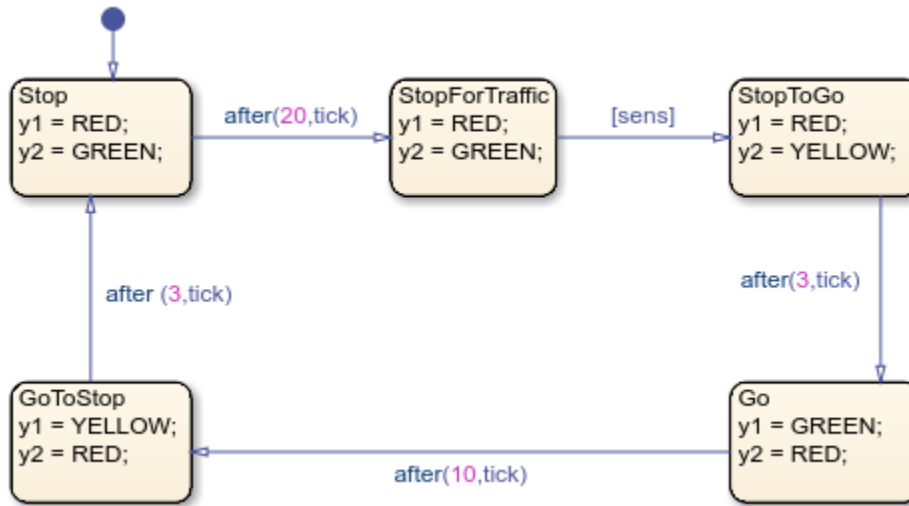 Stop
y1 = RED;
y2 = GREEN;
after(20,tick)
StopForTraffic
y1 = RED;
y2 = GREEN;
[sens]
StopToGo
y1 = RED;
y2 = YELLOW;
after(3,tick)
Go
y1 = GREEN;
y2 = RED;
after(10,tick)
GoToStop
y1 = YELLOW;
y2 = RED;
after (3,tick)